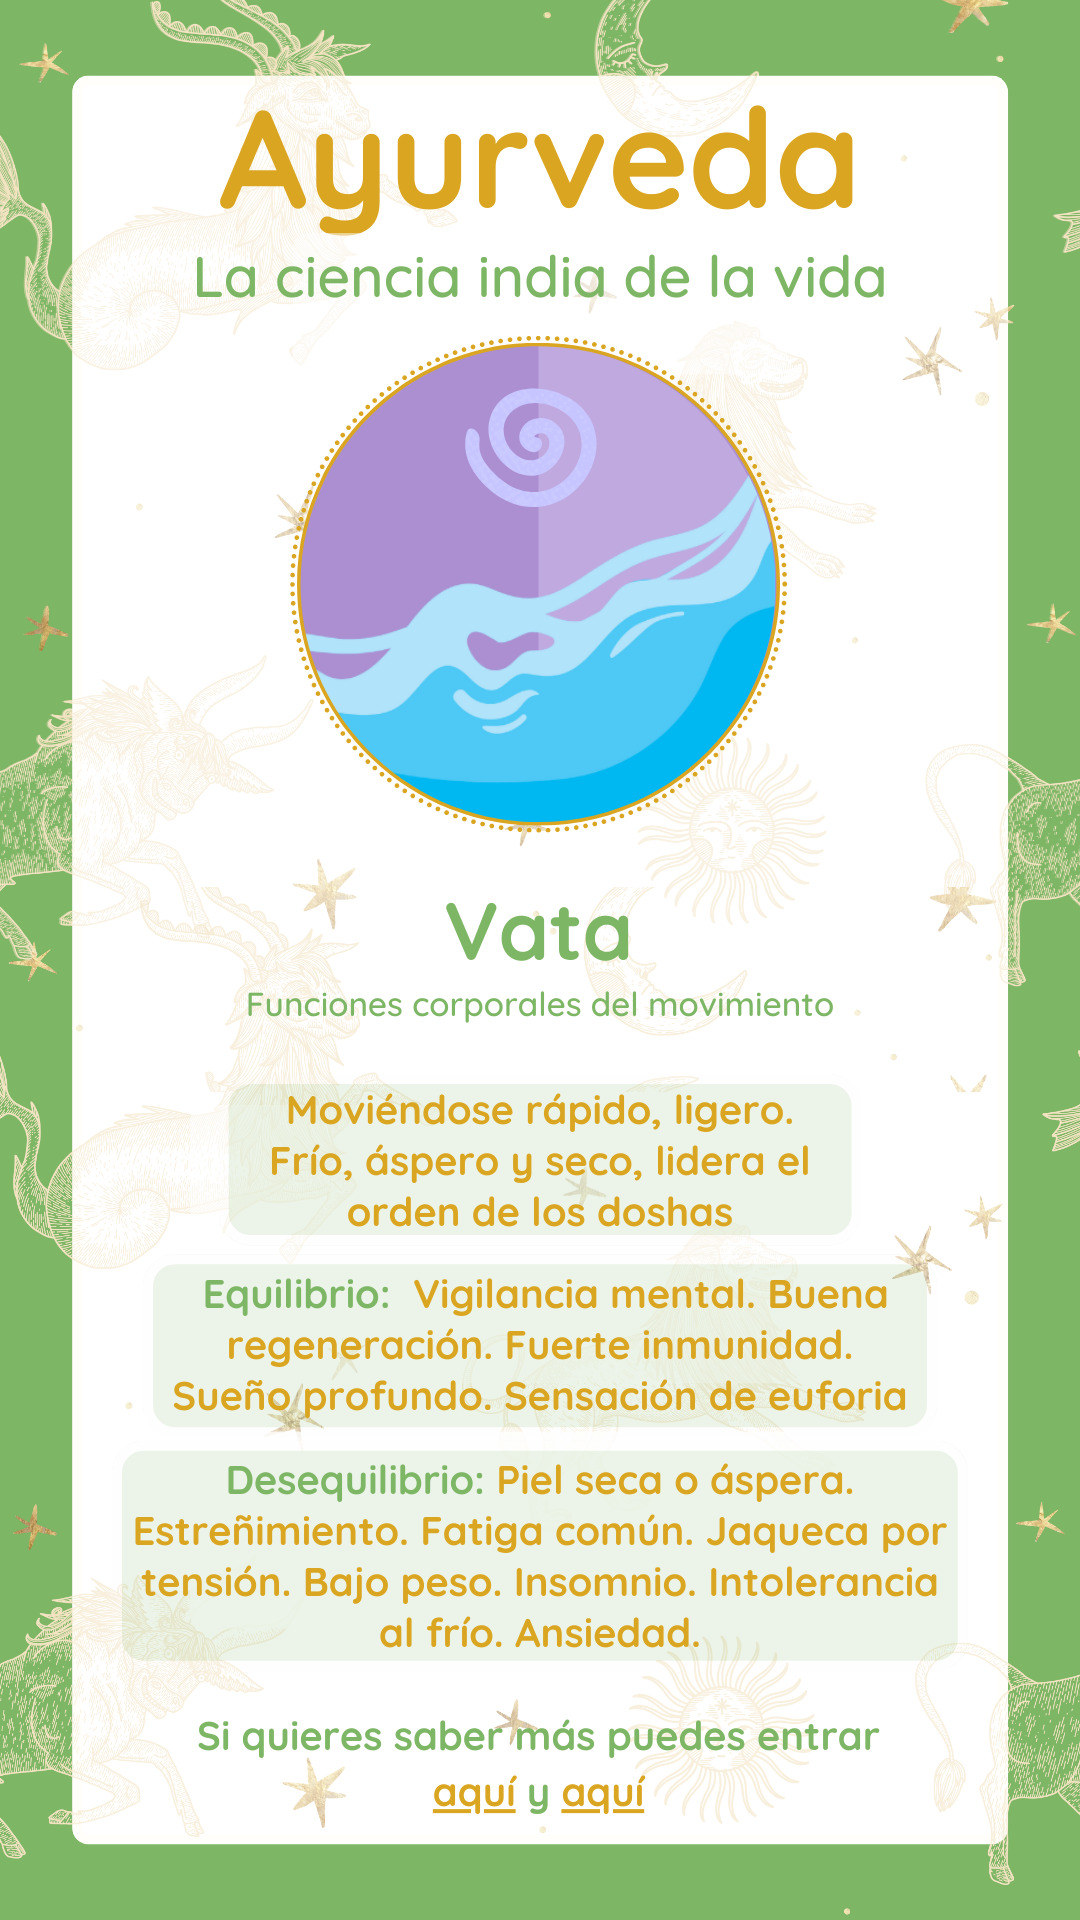 Ayurveda
La ciencia india de la vida
Vata
Funciones corporales del movimiento
Moviéndose rápido, ligero.
Frío, áspero y seco, lidera el
orden de los doshas
Equilibrio:  Vigilancia mental. Buena
regeneración. Fuerte inmunidad.
Sueño profundo. Sensación de euforia
Desequilibrio: Piel seca o áspera.
Estreñimiento. Fatiga común. Jaqueca por
tensión. Bajo peso. Insomnio. Intolerancia
al frío. Ansiedad.
Si quieres saber más puedes entrar
aquí y aquí